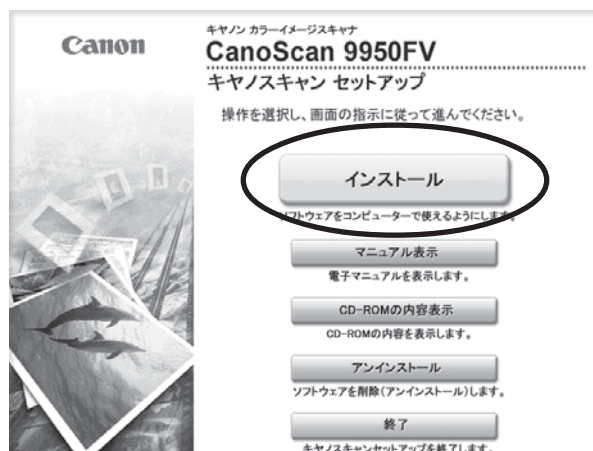 Canon
キヤノン カラーイメージスキャナ
CanoScan 9950FV
キヤノスキャン セットアップ
操作を選択し、画面の指示に従って進んでください。
インストール
ソフトウェアをコンピューターで使えるようにします。
マニュアル表示
電子マニュアルを表示します。
CD-ROMの内容表示
CD-ROMの内容を表示します。
アンインストール
ソフトウェアを削除(アンインストール)します。
終了
キヤノスキャンセットアップを終了します。